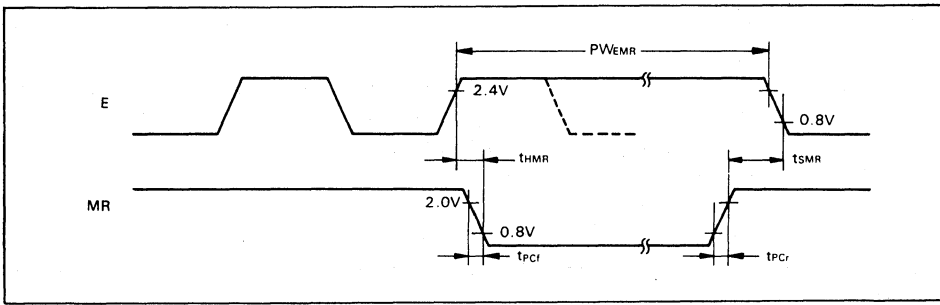 PWEMR
E
2.4V
0.8V
tHMR
tSMR
MR
2.0V
0.8V
tPCf
tPCr